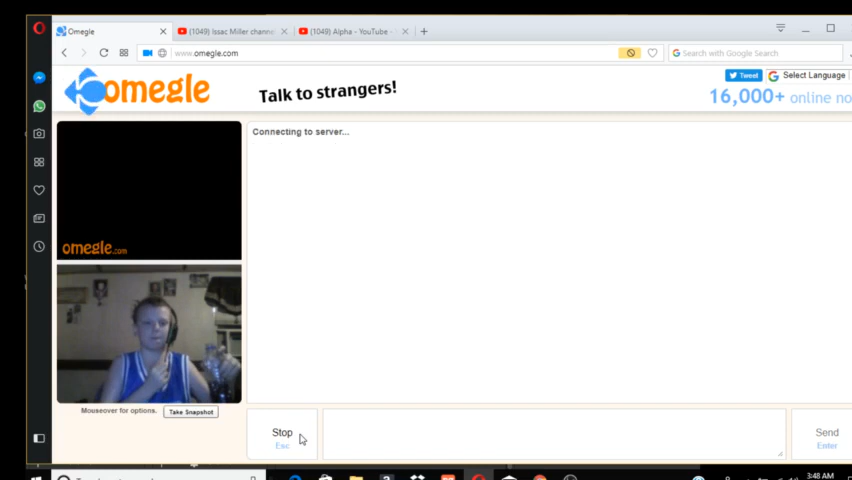 Omegle
(1049) Issac Miller channe
(1049) Alpha - YouTube -
www.omegle.com
Search with Google Search
omegle
Talk to strangers!
Tweet
Select Language
16,000+ online no
Connecting to server...
omegle.com
Mouseover for options.
Take Snapshot
Stop
Esc
Send
Enter
3:48 AM